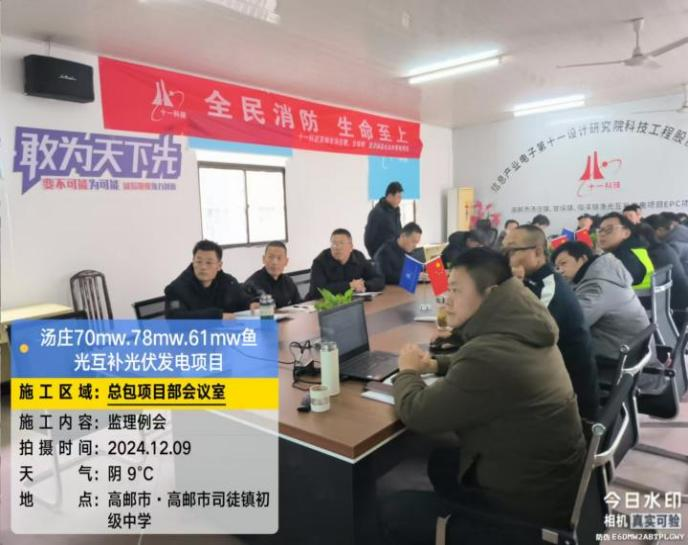 十一科技
全民消防 生命至上
敢为天下先
变不可能为可能
信息产业电子第十一设计研究院科技工程股
十一科技
汤庄70mw.78mw.61mw鱼
光互补光伏发电项目
施工区域：总包项目部会议室
施工内容：监理例会
拍摄时间：2024.12.09
天气：阴 9°C
地点：高邮市·高邮市司徒镇初
级中学
今日水印
相机 真实可验
防伪 E6DMW2ABTPLGWY